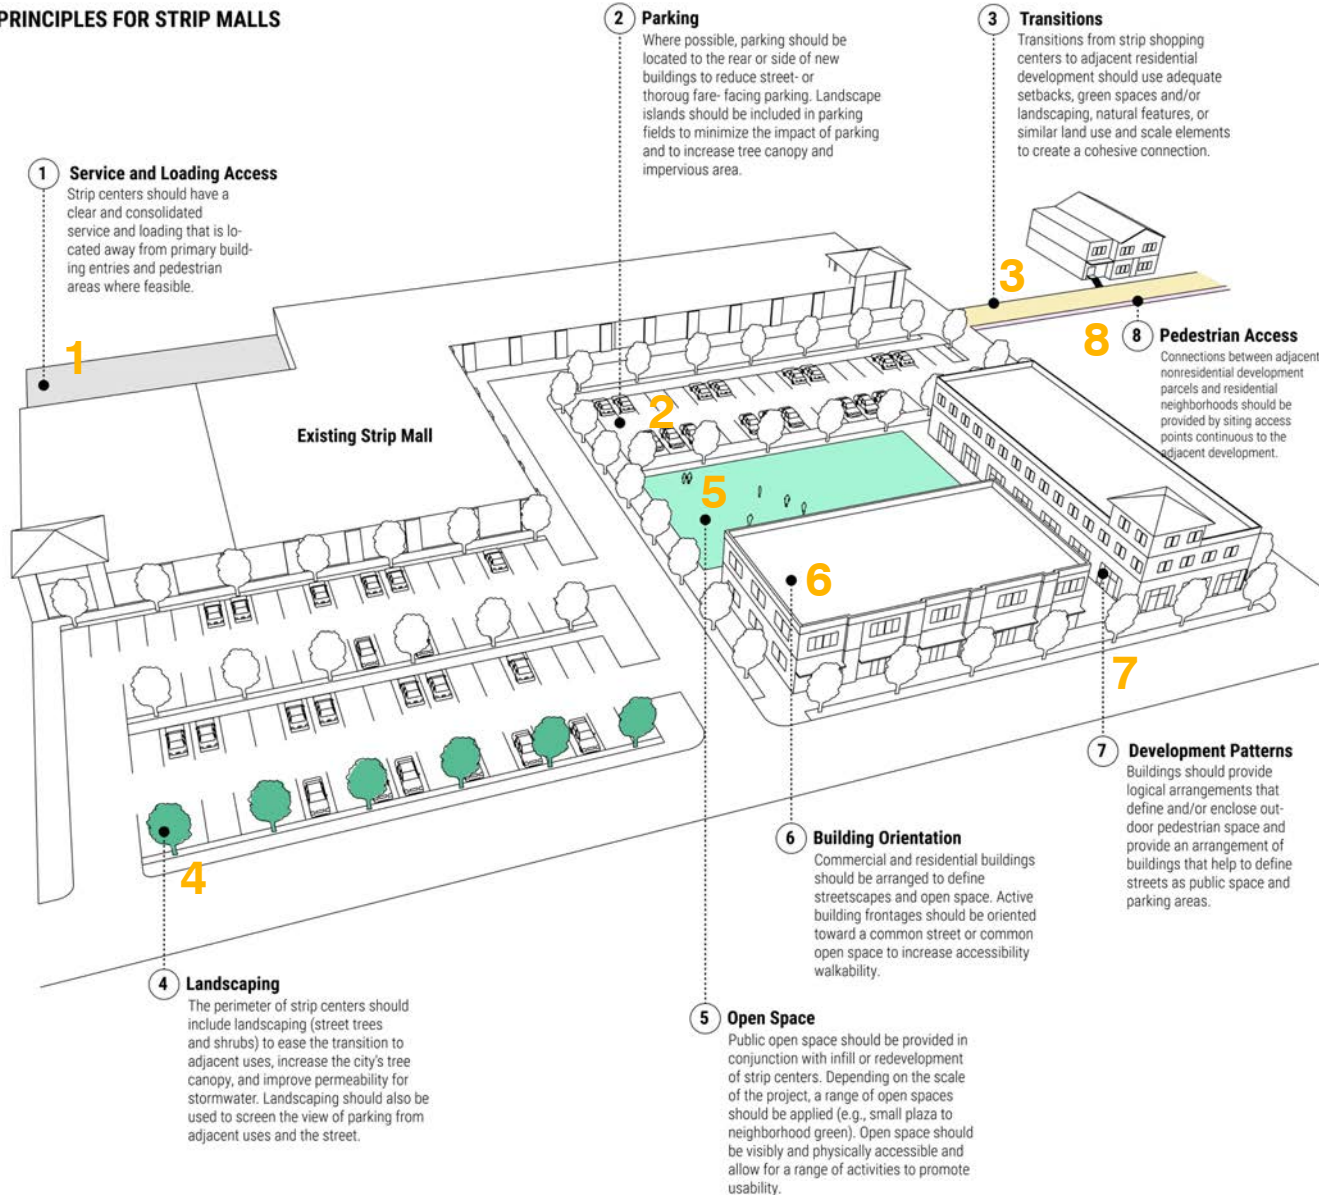 PRINCIPLES FOR STRIP MALLS
1 Service and Loading Access
Strip centers should have a
clear and consolidated
service and loading that is lo-
cated away from primary build-
ing entries and pedestrian
areas where feasible.
2 Parking
Where possible, parking should be
located to the rear or side of new
buildings to reduce street- or
thoroug fare- facing parking. Landscape
islands should be included in parking
fields to minimize the impact of parking
and to increase tree canopy and
impervious area.
3 Transitions
Transitions from strip shopping
centers to adjacent residential
development should use adequate
setbacks, green spaces and/or
landscaping, natural features, or
similar land use and scale elements
to create a cohesive connection.
3
1
8
8 Pedestrian Access
Connections between adjacent
nonresidential development
parcels and residential
neighborhoods should be
provided by siting access
points continuous to the
adjacent development.
2
Existing Strip Mall
5
6
7
4
7 Development Patterns
Buildings should provide
logical arrangements that
define and/or enclose out-
door pedestrian space and
provide an arrangement of
buildings that help to define
streets as public space and
parking areas.
6 Building Orientation
Commercial and residential buildings
should be arranged to define
streetscapes and open space. Active
building frontages should be oriented
toward a common street or common
open space to increase accessibility
walkability.
4 Landscaping
The perimeter of strip centers should
include landscaping (street trees
and shrubs) to ease the transition to
adjacent uses, increase the city's tree
canopy, and improve permeability for
stormwater. Landscaping should also be
used to screen the view of parking from
adjacent uses and the street.
5 Open Space
Public open space should be provided in
conjunction with infill or redevelopment
of strip centers. Depending on the scale
of the project, a range of open spaces
should be applied (e.g., small plaza to
neighborhood green). Open space should
be visibly and physically accessible and
allow for a range of activities to promote
usability.